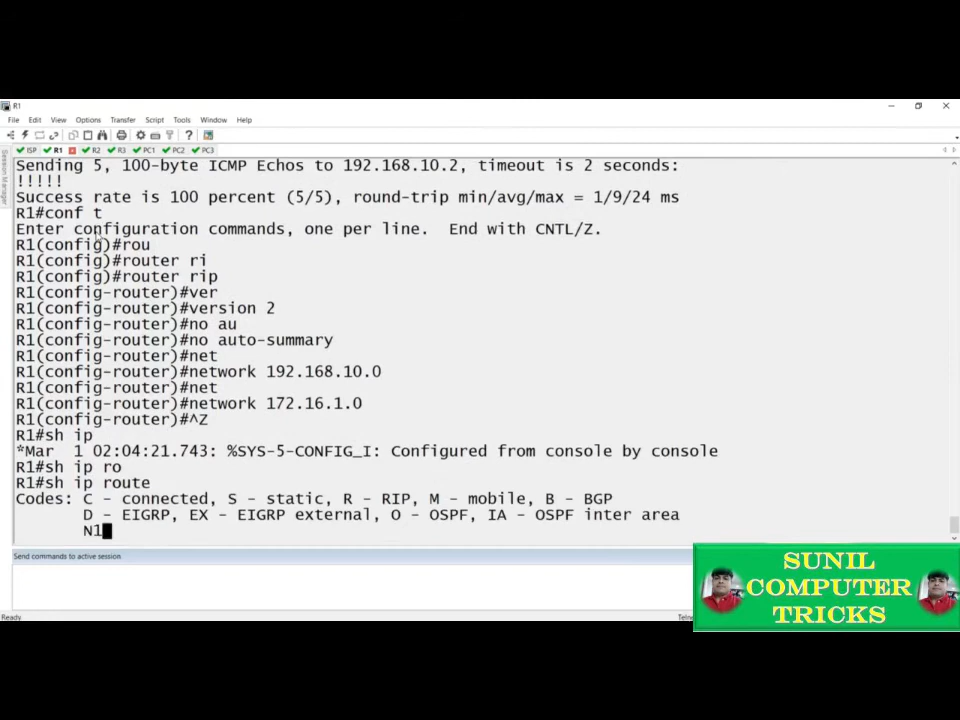 R1
File Edit View Options Transfer Script Tools Window Help
ISP R1 R2 R3 PC1 PC2 PC3
Session Manager
Sending 5, 100-byte ICMP Echos to 192.168.10.2, timeout is 2 seconds:
!!!!!
Success rate is 100 percent (5/5), round-trip min/avg/max = 1/9/24 ms
R1#conf t
Enter configuration commands, one per line.  End with CNTL/Z.
R1(config)#rou
R1(config)#router ri
R1(config)#router rip
R1(config-router)#ver
R1(config-router)#version 2
R1(config-router)#no au
R1(config-router)#no auto-summary
R1(config-router)#net
R1(config-router)#network 192.168.10.0
R1(config-router)#net
R1(config-router)#network 172.16.1.0
R1(config-router)#^Z
R1#sh ip
*Mar  1 02:04:21.743: %SYS-5-CONFIG_I: Configured from console by console
R1#sh ip ro
R1#sh ip route
Codes: C - connected, S - static, R - RIP, M - mobile, B - BGP
D - EIGRP, EX - EIGRP external, O - OSPF, IA - OSPF inter area
N1
Send commands to active session
Ready
SUNIL
COMPUTER
TRICKS